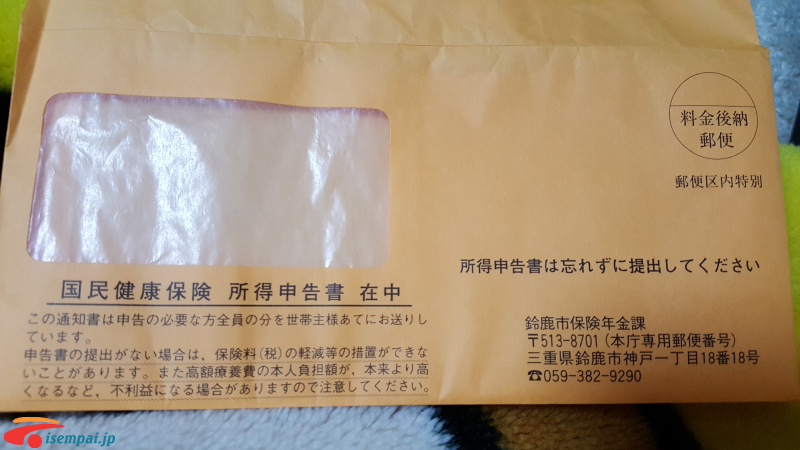 料金後納
郵便
郵便区内特別
所得申告書は忘れずに提出してください
国民健康保険 所得申告書 在中
この通知書は申告の必要な方全員の分を世帯主様あてにお送りし
ています。
申告書の提出がない場合は、保険料(税)の軽減等の措置ができな
いことがあります。また高額療養費の本人負担額が、本来より高
くなるなど、不利益になる場合がありますので注意してください。
鈴鹿市保険年金課
〒513-8701(本庁専用郵便番号)
三重県鈴鹿市神戸一丁目18番18号
☎059-382-9290
isempai.jp